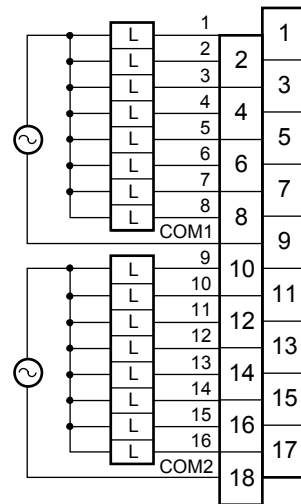 L 1 1
L 2 2
L 3 3
L 4 4
L 5 5
L 6 6
L 7 7
L 8 8
COM1 9
L 9 10
L 10 11
L 11 12
L 12 13
L 13 14
L 14 15
L 15 16
L 16 17
COM2 18